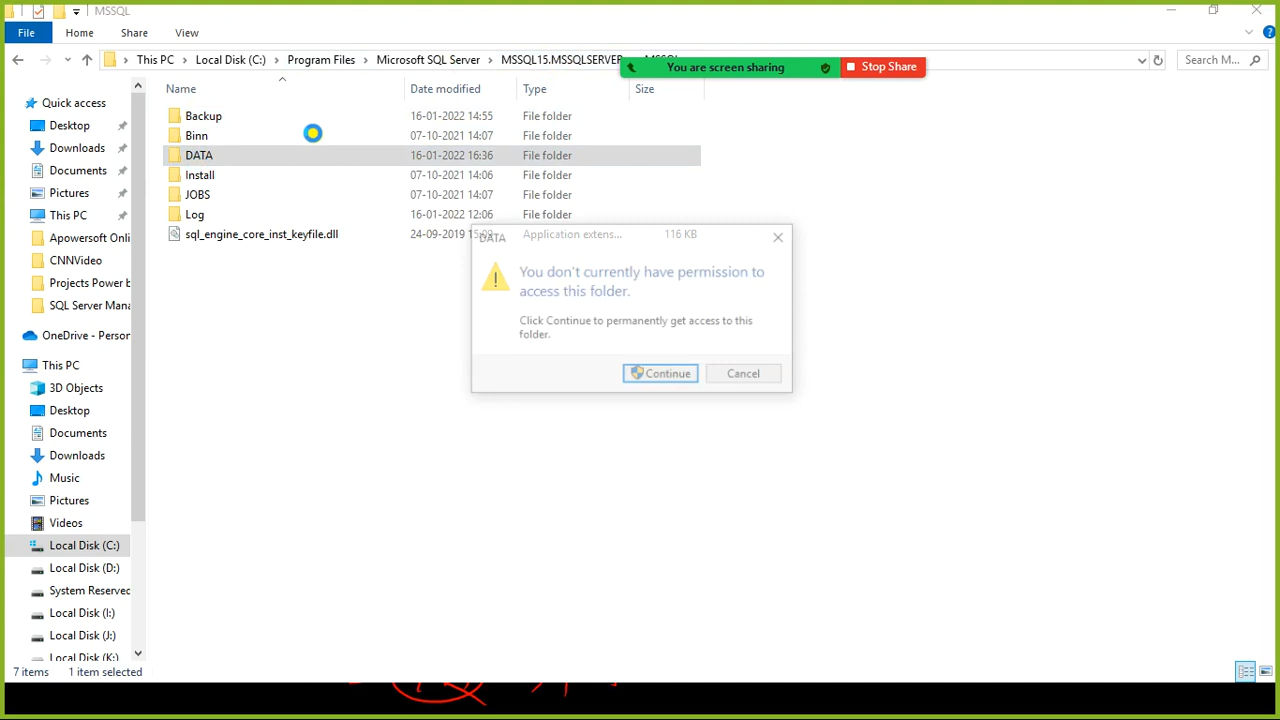 MSSQL
File Home Share View
This PC Local Disk (C:) Program Files Microsoft SQL Server MSSQL15.MSSQLSERVER
You are screen sharing Stop Share
Search M...
Name Date modified Type Size
Quick access
Desktop
Downloads
Documents
Pictures
This PC
Apowersoft Onli
CNNVideo
Projects Power b
SQL Server Mana
OneDrive - Person
This PC
3D Objects
Desktop
Documents
Downloads
Music
Pictures
Videos
Local Disk (C:)
Local Disk (D:)
System Reserved
Local Disk (I:)
Local Disk (J:)
Local Disk (K:)
Backup 16-01-2022 14:55 File folder
Binn 07-10-2021 14:07 File folder
DATA 16-01-2022 16:36 File folder
Install 07-10-2021 14:06 File folder
JOBS 07-10-2021 14:07 File folder
Log 16-01-2022 12:06 File folder
sql_engine_core_inst_keyfile.dll 24-09-2019 Application extens... 116 KB
DATA
You don't currently have permission to
access this folder.
Click Continue to permanently get access to this
folder.
Continue Cancel
7 items 1 item selected